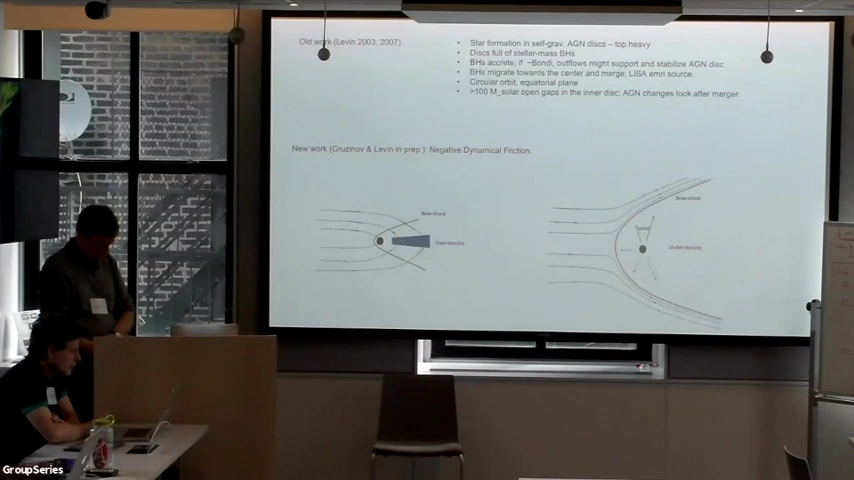 Old work (Levin 2003, 2007)
• Star formation in self-grav. AGN discs – top heavy
• Discs full of stellar-mass BHs
• BHs accrete, if ~Bondi, outflows might support and stabilize AGN disc
• BHs migrate towards the center and merge; LISA emri source.
• Circular orbit, equatorial plane
• >100 M_solar open gaps in the inner disc: AGN changes look after merger
New work (Gruzinov & Levin in prep.): Negative Dynamical Friction.
Bow-shock
Over-density
Bow-shock
Under-density
GroupSeries